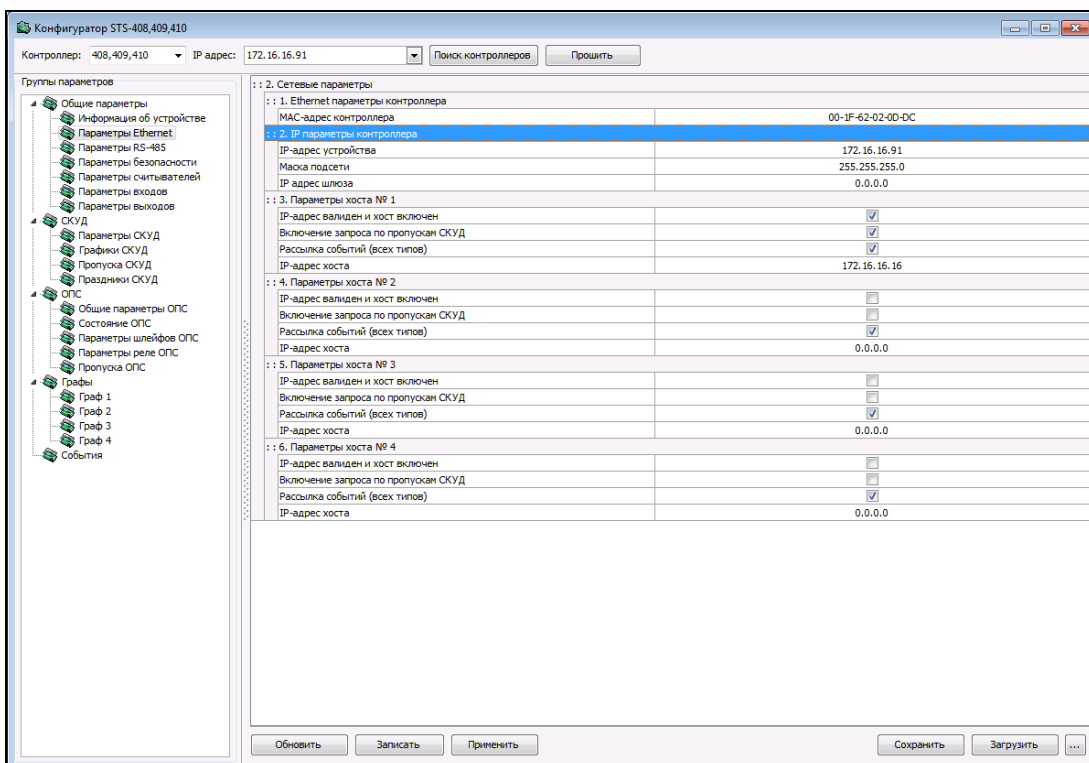 Конфигуратор STS-408,409,410
Контроллер: 408,409,410 IP адрес: 172.16.16.91 Поиск контроллеров Прошить
Группы параметров
Общие параметры
Информация об устройстве
Параметры Ethernet
Параметры RS-485
Параметры безопасности
Параметры считывателей
Параметры входов
Параметры выходов
СКУД
Параметры СКУД
Графики СКУД
Пропуска СКУД
Праздники СКУД
ОПС
Общие параметры ОПС
Состояние ОПС
Параметры шлейфов ОПС
Параметры реле ОПС
Пропуска ОПС
Графы
Граф 1
Граф 2
Граф 3
Граф 4
События
: : 2. Сетевые параметры
: : 1. Ethernet параметры контроллера
MAC-адрес контроллера 00-1F-62-02-0D-DC
: : 2. IP параметры контроллера
IP-адрес устройства 172.16.16.91
Маска подсети 255.255.255.0
IP адрес шлюза 0.0.0.0
: : 3. Параметры хоста № 1
IP-адрес валиден и хост включен
Включение запроса по пропускам СКУД
Рассылка событий (всех типов)
IP-адрес хоста 172.16.16.16
: : 4. Параметры хоста № 2
IP-адрес валиден и хост включен
Включение запроса по пропускам СКУД
Рассылка событий (всех типов)
IP-адрес хоста 0.0.0.0
: : 5. Параметры хоста № 3
IP-адрес валиден и хост включен
Включение запроса по пропускам СКУД
Рассылка событий (всех типов)
IP-адрес хоста 0.0.0.0
: : 6. Параметры хоста № 4
IP-адрес валиден и хост включен
Включение запроса по пропускам СКУД
Рассылка событий (всех типов)
IP-адрес хоста 0.0.0.0
Обновить Записать Применить Сохранить Загрузить ...